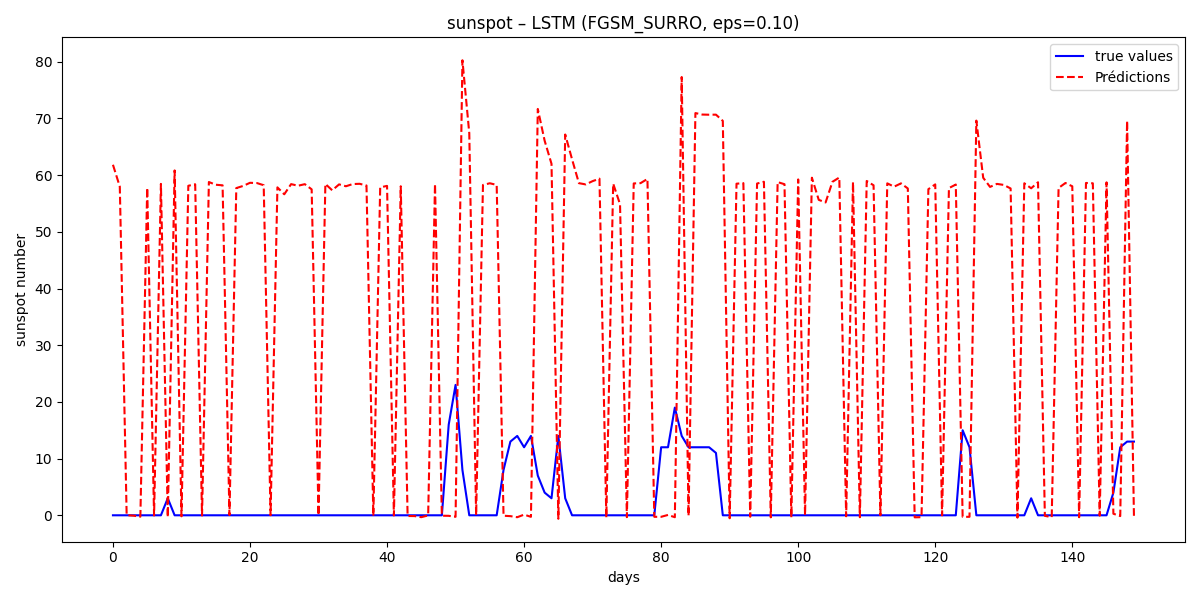 sunspot – LSTM (FGSM_SURRO, eps=0.10)
true values
Prédictions
sunspot number
80
70
60
50
40
30
20
10
0
0 20 40 60 80 100 120 140
days